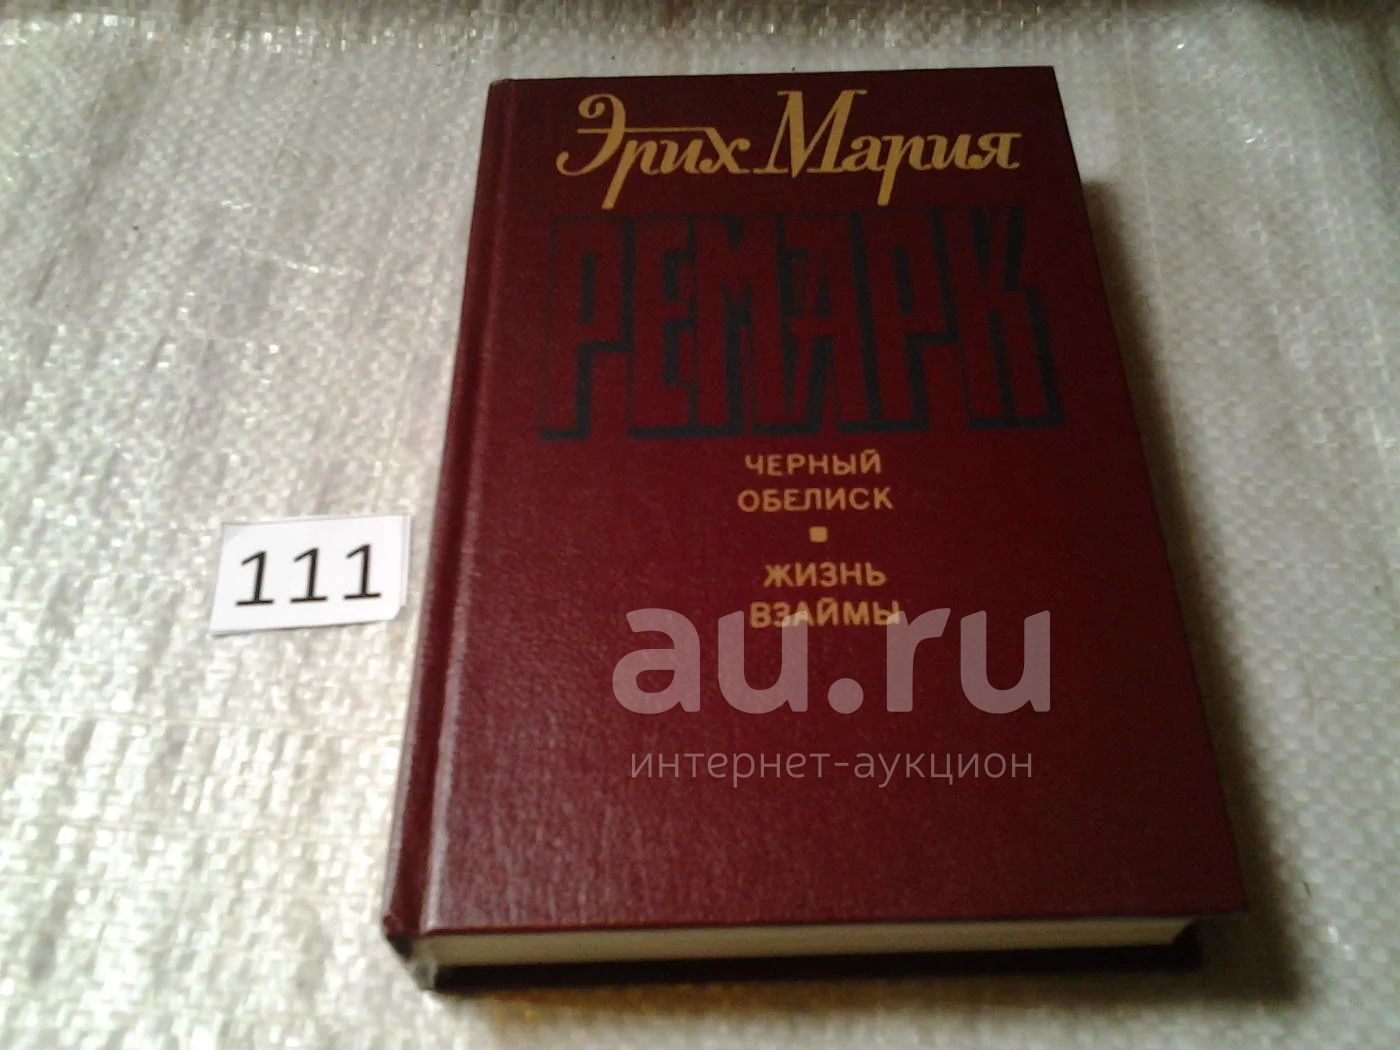 Эрих Мария
РЕМАРК
ЧЕРНЫЙ
ОБЕЛИСК
ЖИЗНЬ
ВЗАЙМЫ
111
au.ru
интернет-аукцион